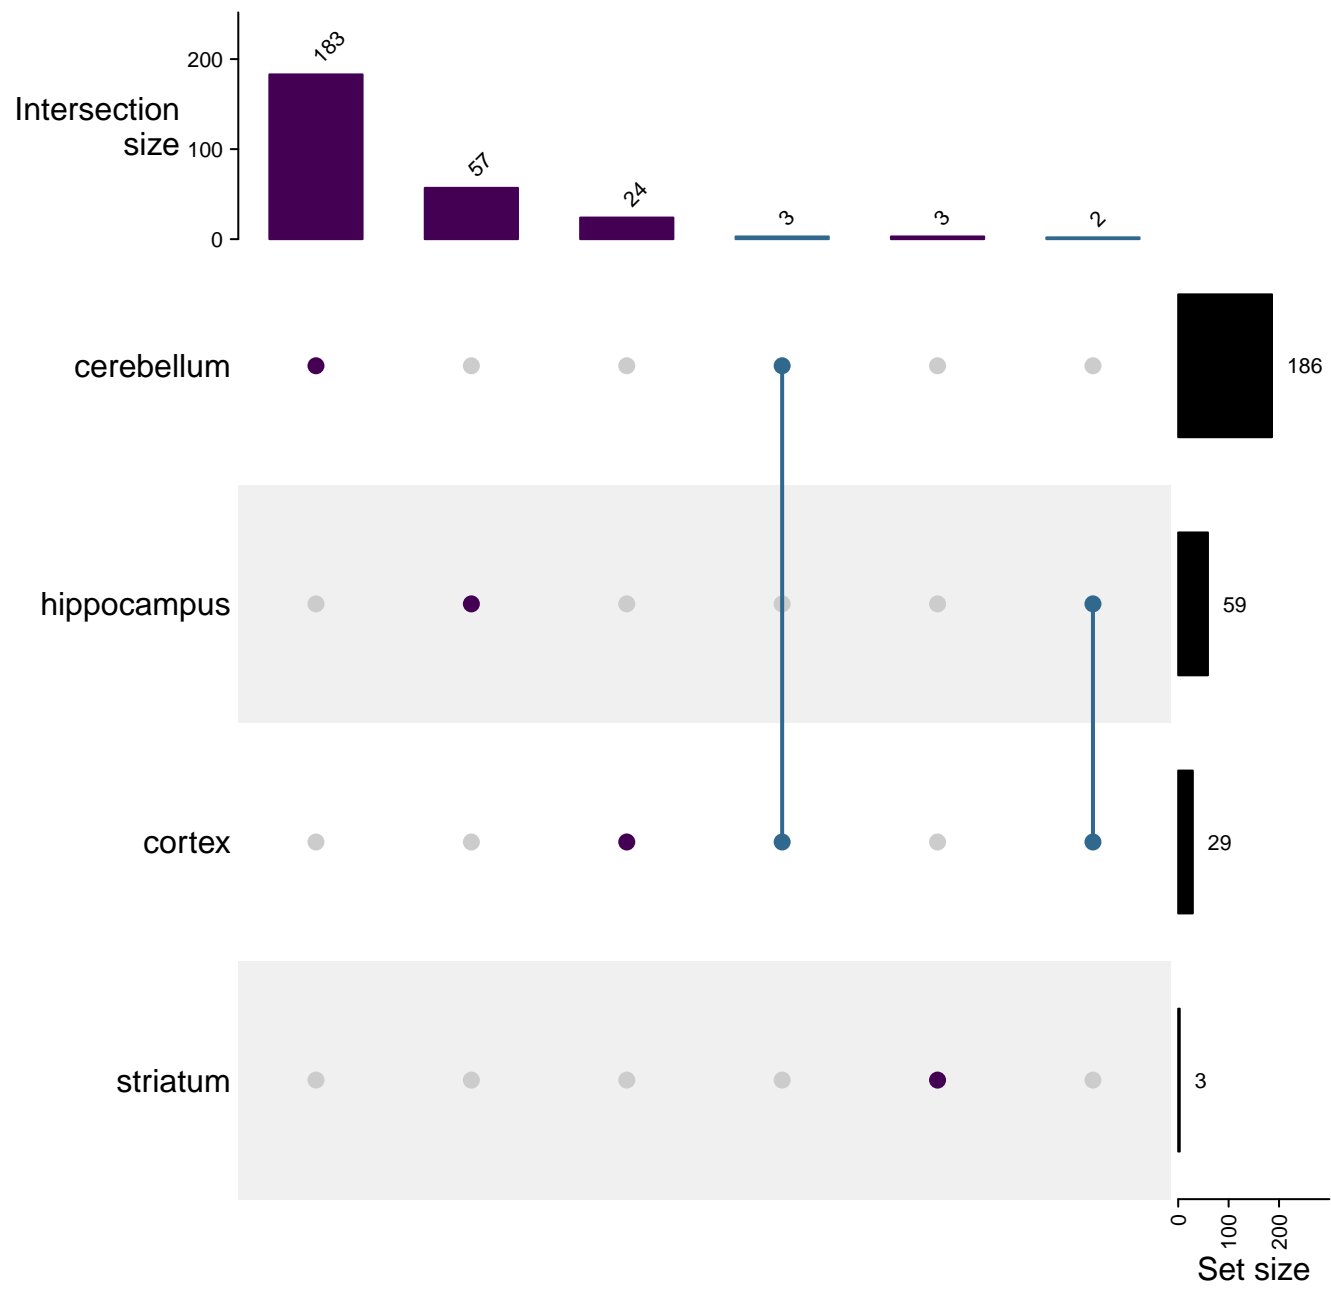 200
100
0
Intersection
size
183
57
24
3
3
2
cerebellum
186
hippocampus
59
cortex
29
striatum
3
0
100
200
Set size